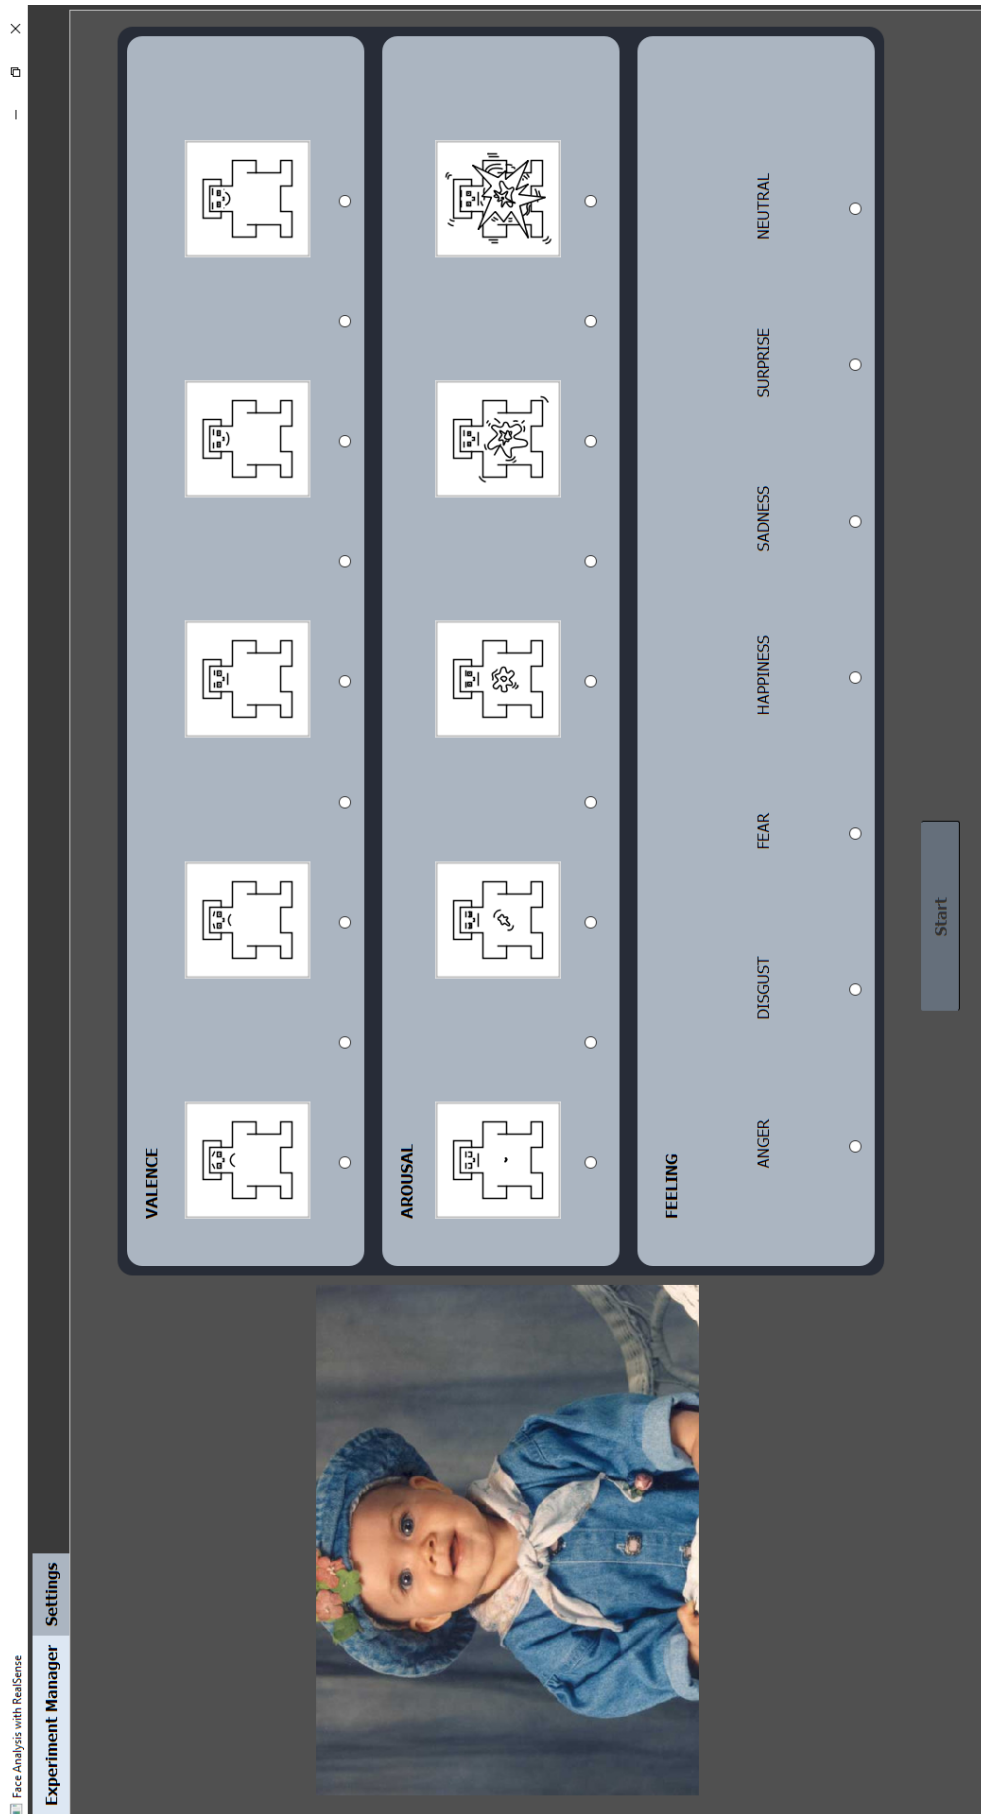 Face Analysis with RealSense
Experiment Manager
Settings
VALENCE
AROUSAL
FEELING
ANGER
DISGUST
FEAR
HAPPINESS
SADNESS
SURPRISE
NEUTRAL
Start